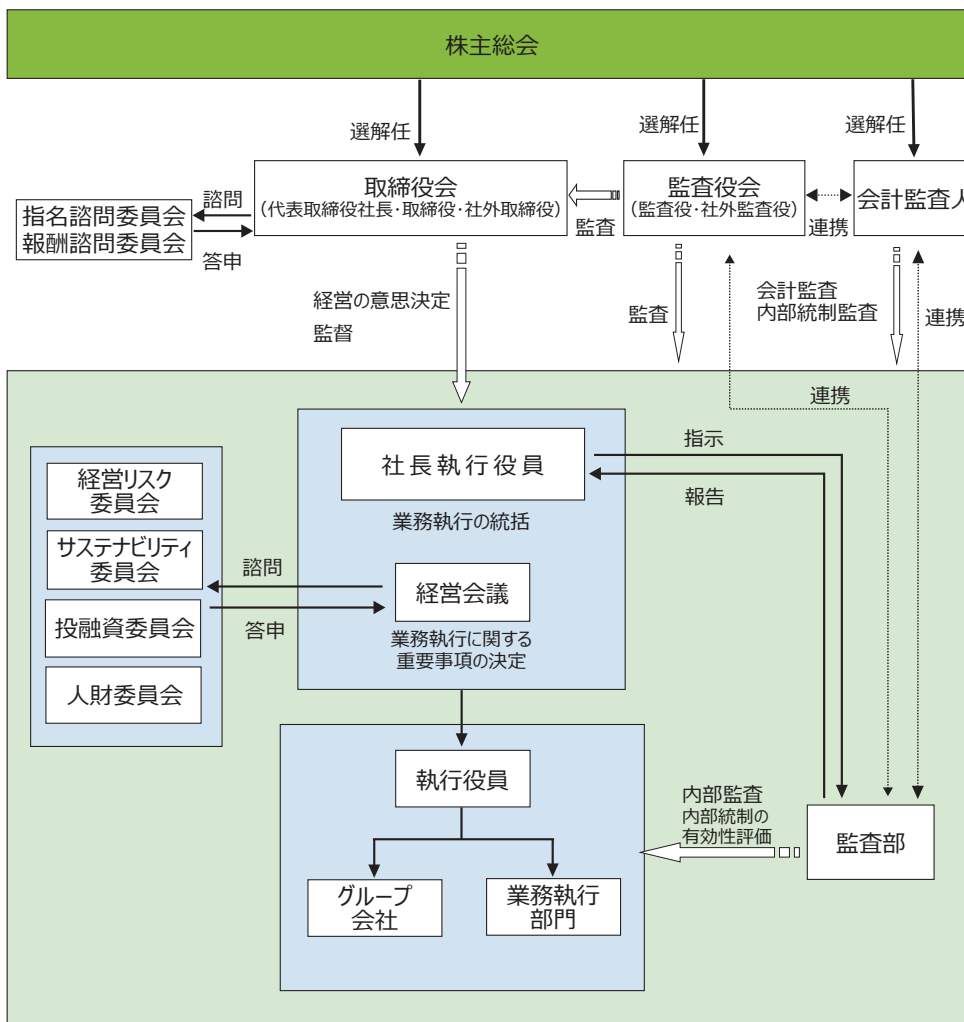 株主総会
選解任
選解任
選解任
取締役会
（代表取締役社長・取締役・社外取締役）
監査役会
（監査役・社外監査役）
会計監査人
諮問
指名諮問委員会
報酬諮問委員会
答申
監査
連携
経営の意思決定
監督
監査
会計監査
内部統制監査
連携
連携
社長執行役員
業務執行の統括
指示
報告
経営リスク
委員会
サステナビリティ
委員会
投融資委員会
人財委員会
諮問
答申
経営会議
業務執行に関する
重要事項の決定
執行役員
グループ
会社
業務執行
部門
内部監査
内部統制の
有効性評価
監査部